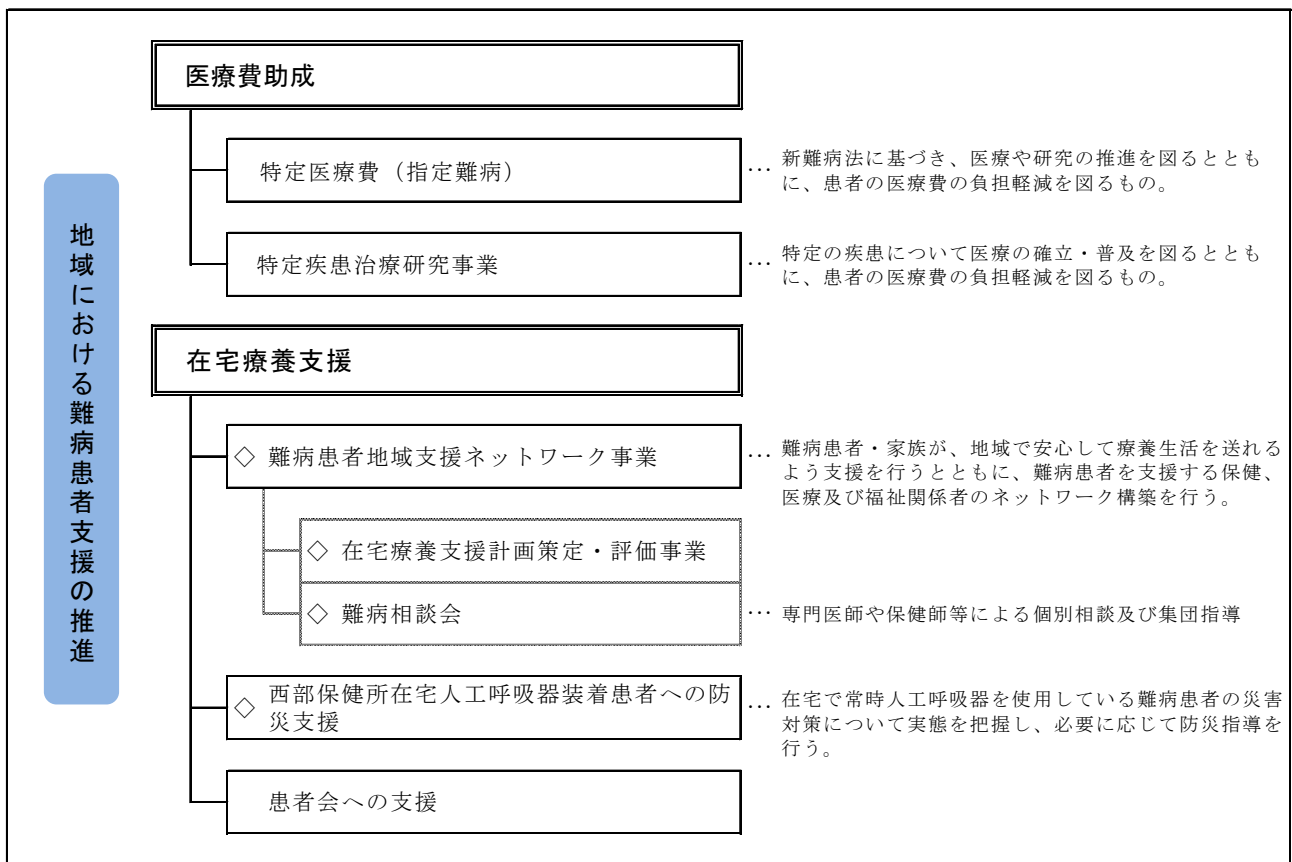 地域における難病患者支援の推進
医療費助成
特定医療費（指定難病）
… 新難病法に基づき、医療や研究の推進を図るととも
に、患者の医療費の負担軽減を図るもの。
特定疾患治療研究事業
… 特定の疾患について医療の確立・普及を図るととも
に、患者の医療費の負担軽減を図るもの。
在宅療養支援
◇ 難病患者地域支援ネットワーク事業
… 難病患者・家族が、地域で安心して療養生活を送れる
よう支援を行うとともに、難病患者を支援する保健、
医療及び福祉関係者のネットワーク構築を行う。
◇ 在宅療養支援計画策定・評価事業
◇ 難病相談会
… 専門医師や保健師等による個別相談及び集団指導
◇ 西部保健所在宅人工呼吸器装着患者への防
災支援
… 在宅で常時人工呼吸器を使用している難病患者の災害
対策について実態を把握し、必要に応じて防災指導を
行う。
患者会への支援